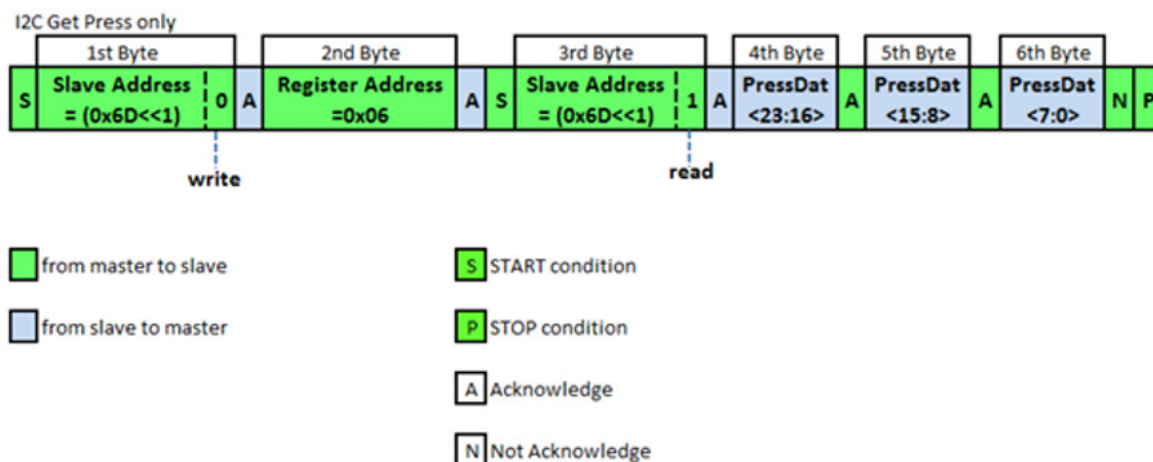 I2C Get Press only
1st Byte 2nd Byte 3rd Byte 4th Byte 5th Byte 6th Byte
S Slave Address = (0x6D<<1) 0 A Register Address =0x06 A S Slave Address = (0x6D<<1) 1 A PressDat <23:16> A PressDat <15:8> A PressDat <7:0> N P
write read
from master to slave S START condition
from slave to master P STOP condition
A Acknowledge
N Not Acknowledge